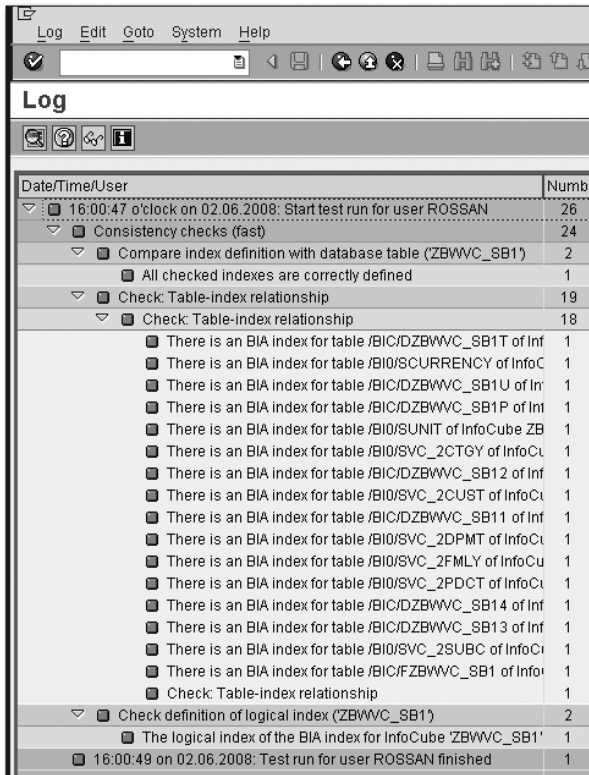 Log Edit Goto System Help
Log
Date/Time/User Numb
16:00:47 o'clock on 02.06.2008: Start test run for user ROSSAN 26
Consistency checks (fast) 24
Compare index definition with database table ('ZBWVC_SB1') 2
All checked indexes are correctly defined 1
Check: Table-index relationship 19
Check: Table-index relationship 18
There is an BIA index for table /BIC/DZBWVC_SB1T of Inf 1
There is an BIA index for table /BI0/SCURRENCY of InfoC 1
There is an BIA index for table /BIC/DZBWVC_SB1U of In 1
There is an BIA index for table /BIC/DZBWVC_SB1P of Inf 1
There is an BIA index for table /BI0/SUNIT of InfoCube ZB 1
There is an BIA index for table /BI0/SVC_2CTGY of InfoCu 1
There is an BIA index for table /BIC/DZBWVC_SB12 of Inf 1
There is an BIA index for table /BI0/SVC_2CUST of InfoCu 1
There is an BIA index for table /BIC/DZBWVC_SB11 of Inf 1
There is an BIA index for table /BI0/SVC_2DPMT of InfoCu 1
There is an BIA index for table /BI0/SVC_2FMLY of InfoCu 1
There is an BIA index for table /BI0/SVC_2PDCT of InfoCu 1
There is an BIA index for table /BIC/DZBWVC_SB14 of Inf 1
There is an BIA index for table /BIC/DZBWVC_SB13 of Inf 1
There is an BIA index for table /BI0/SVC_2SUBC of InfoCu 1
There is an BIA index for table /BIC/FZBWVC_SB1 of Info 1
Check: Table-index relationship 1
Check definition of logical index ('ZBWVC_SB1') 2
The logical index of the BIA index for InfoCube 'ZBWVC_SB1' 1
16:00:49 on 02.06.2008: Test run for user ROSSAN finished 1